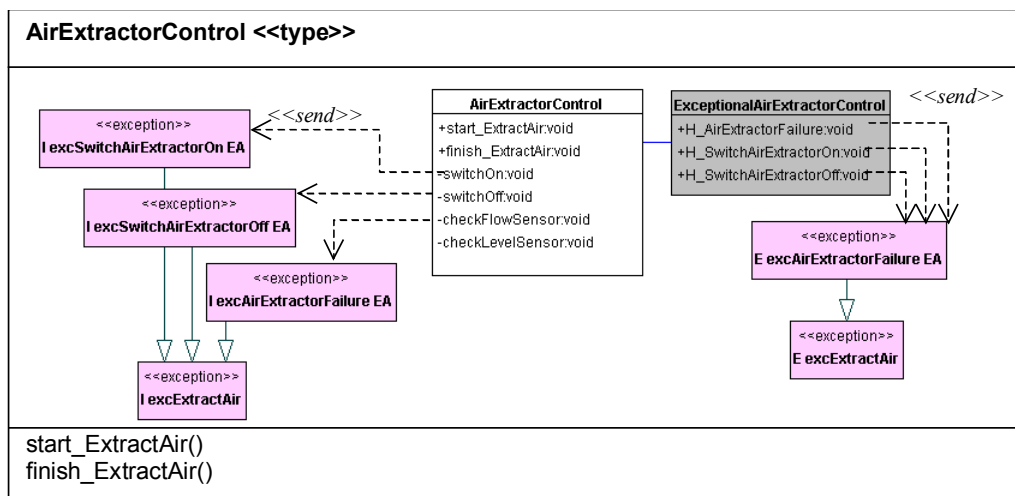 AirExtractorControl <<type>>
<<exception>>
I excSwitchAirExtractorOn EA
<<send>>
<<exception>>
I excSwitchAirExtractorOff EA
<<exception>>
I excAirExtractorFailure EA
<<exception>>
I excExtractAir
AirExtractorControl
+start_ExtractAir:void
+finish_ExtractAir:void
-switchOn:void
-switchOff:void
-checkFlowSensor:void
-checkLevelSensor:void
ExceptionalAirExtractorControl
+H_AirExtractorFailure:void
+H_SwitchAirExtractorOn:void
+H_SwitchAirExtractorOff:void
<<send>>
<<exception>>
E excAirExtractorFailure EA
<<exception>>
E excExtractAir
start_ExtractAir()
finish_ExtractAir()